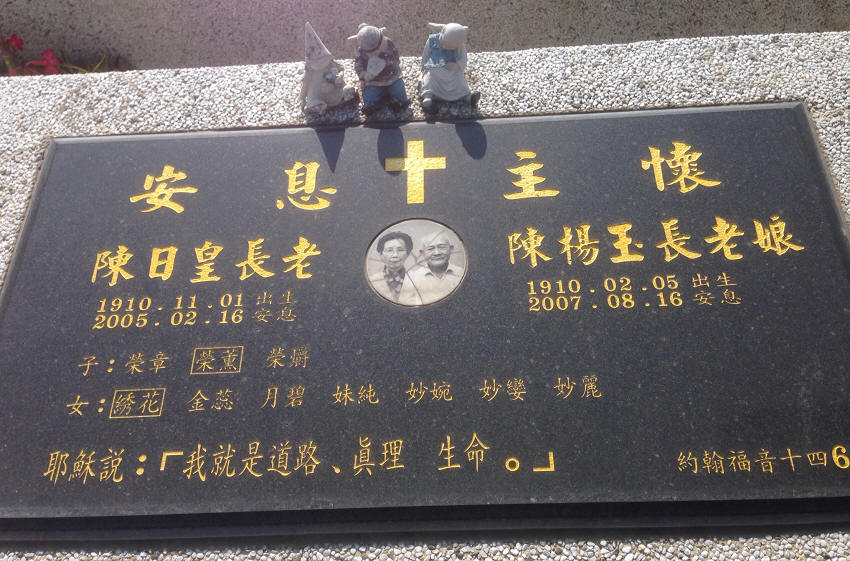 安息主懷
陳日皇長老
1910.11.01 出生
2005.02.16 安息
陳楊玉長老娘
1910.02.05 出生
2007.08.16 安息
子：榮章 榮薰 榮爵
女：綉花 金蕊 月碧 妹純 妙婉 妙孌 妙麗
耶穌説：「我就是道路、眞理 生命。」
約翰福音十四6